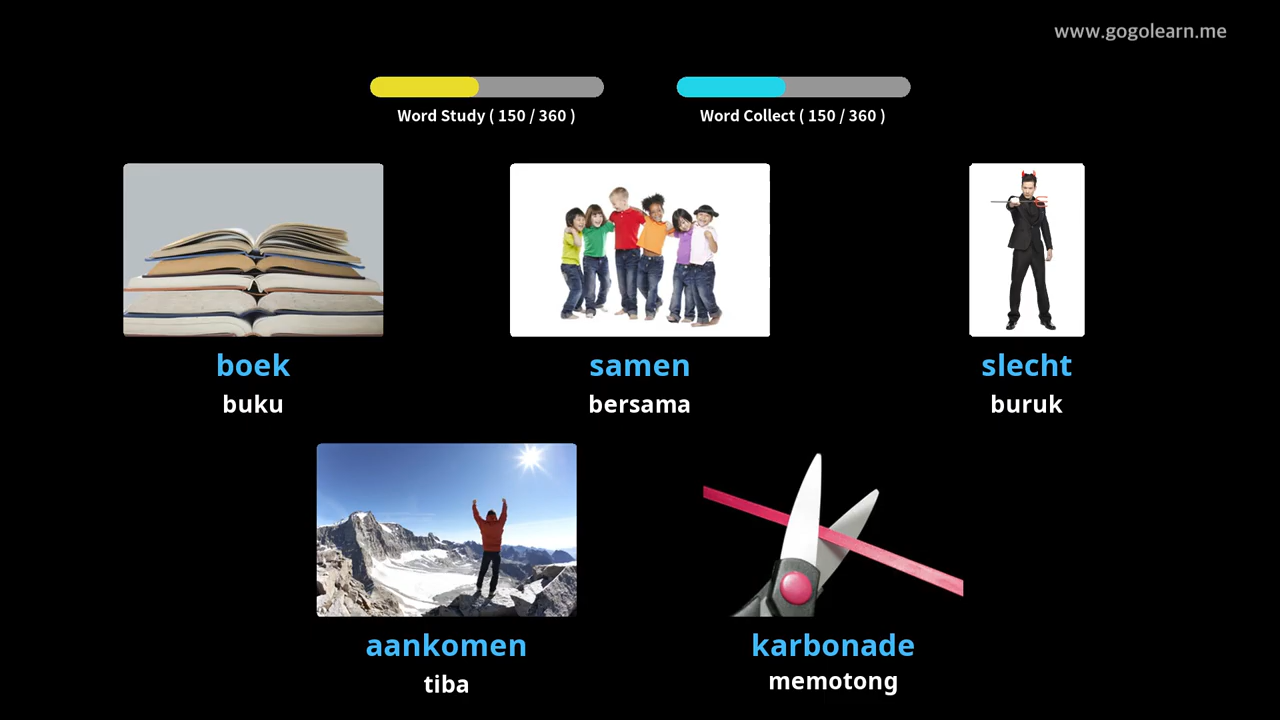 www.gogolearn.me
Word Study ( 150 / 360 )
Word Collect ( 150 / 360 )
boek
buku
samen
bersama
slecht
buruk
aankomen
tiba
karbonade
memotong